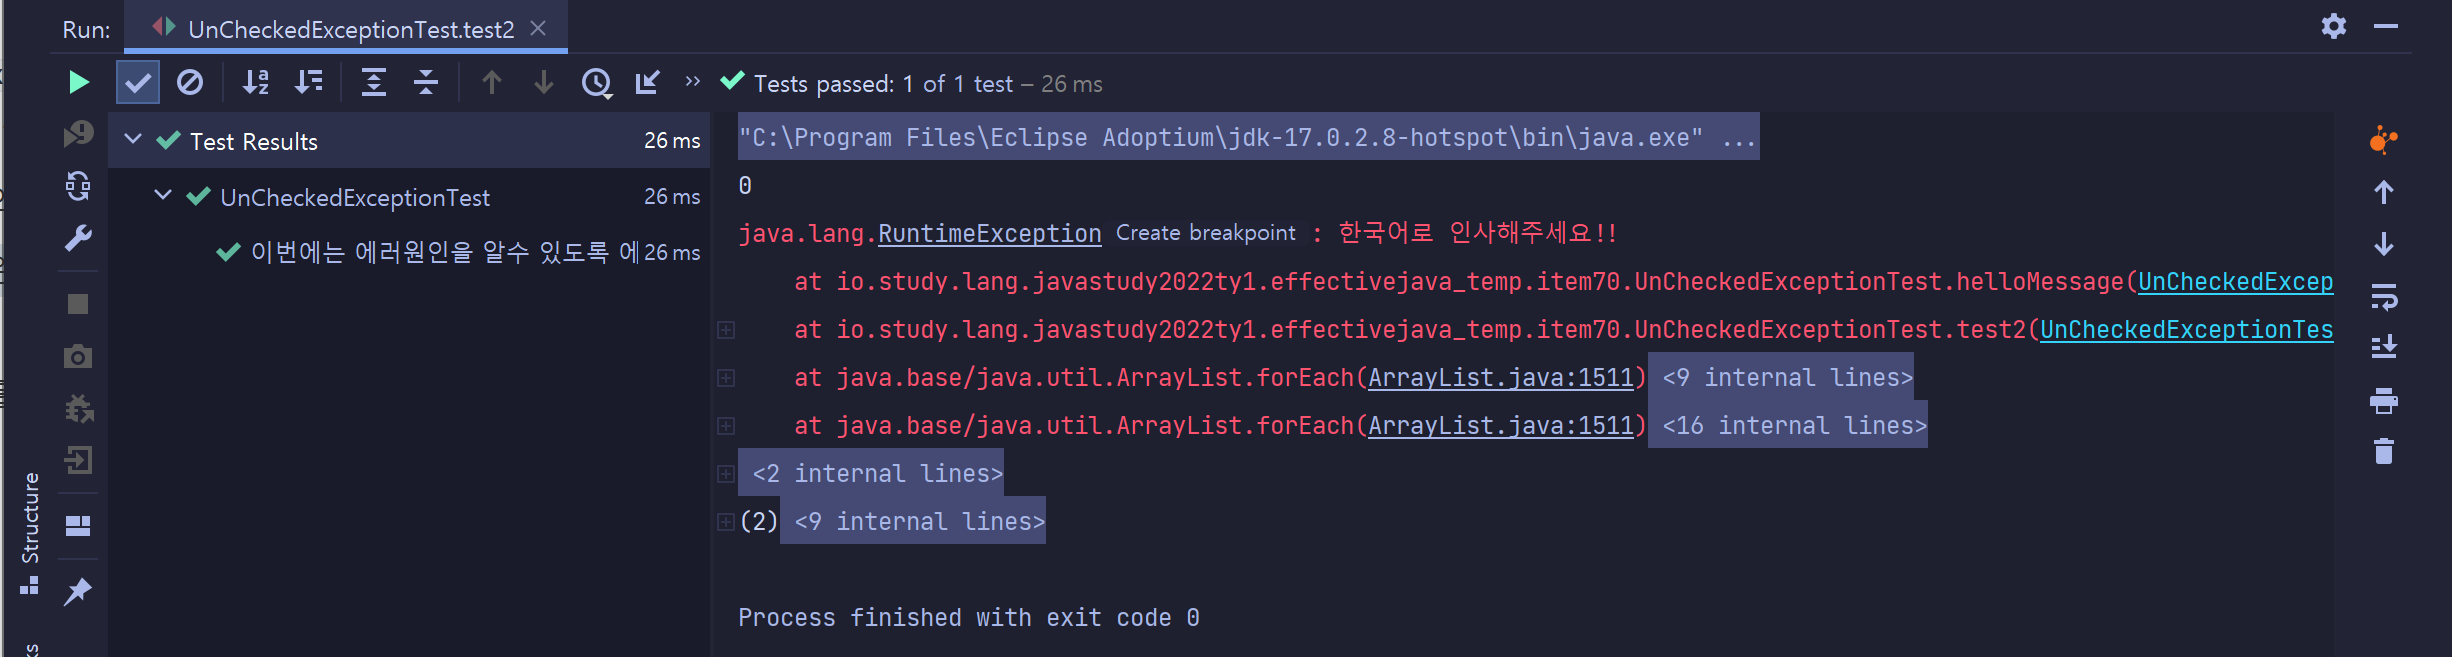 Run: UnCheckedExceptionTest.test2
Tests passed: 1 of 1 test – 26 ms
Test Results 26 ms
UnCheckedExceptionTest 26 ms
이번에는 에러원인을 알수 있도록 에 26 ms
"C:\Program Files\Eclipse Adoptium\jdk-17.0.2.8-hotspot\bin\java.exe" ...
0
java.lang.RuntimeException Create breakpoint : 한국어로 인사해주세요!!
at io.study.lang.javastudy2022ty1.effectivejava_temp.item70.UnCheckedExceptionTest.helloMessage(UnCheckedExcep
at io.study.lang.javastudy2022ty1.effectivejava_temp.item70.UnCheckedExceptionTest.test2(UnCheckedExceptionTes
at java.base/java.util.ArrayList.forEach(ArrayList.java:1511) <9 internal lines>
at java.base/java.util.ArrayList.forEach(ArrayList.java:1511) <16 internal lines>
<2 internal lines>
(2) <9 internal lines>
Process finished with exit code 0
Structure